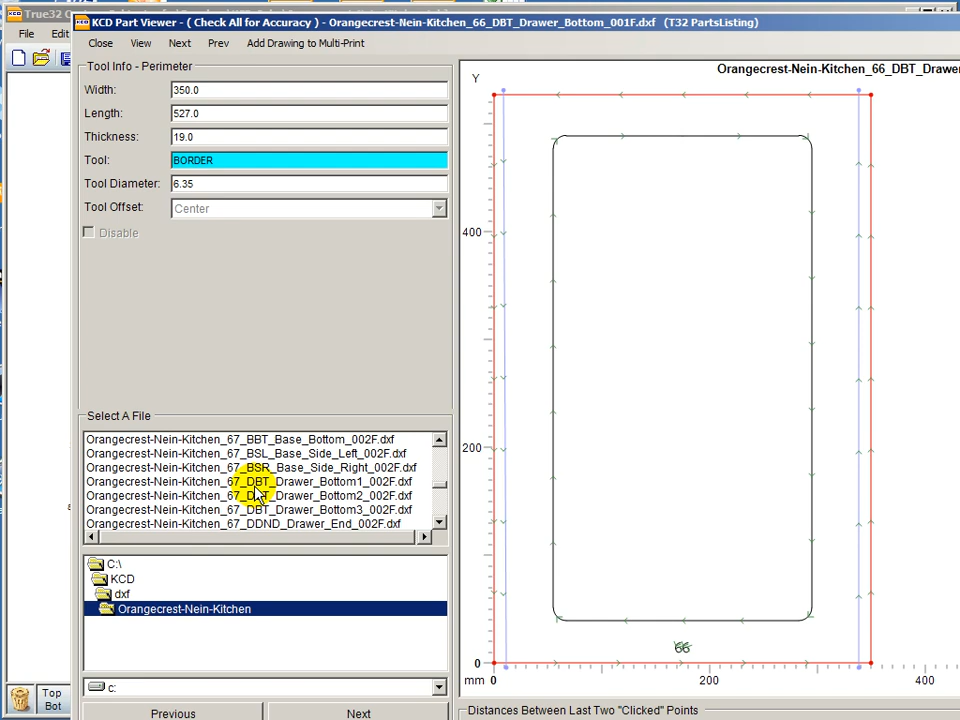 True32 C
KCD Part Viewer - ( Check All for Accuracy ) - Orangecrest-Nein-Kitchen_66_DBT_Drawer_Bottom_001F.dxf (T32 PartsListing)
File Edi
Close View Next Prev Add Drawing to Multi-Print
Tool Info - Perimeter
Width: 350.0
Length: 527.0
Thickness: 19.0
Tool: BORDER
Tool Diameter: 6.35
Tool Offset: Center
Disable
Select A File
Orangecrest-Nein-Kitchen_67_BBT_Base_Bottom_002F.dxf
Orangecrest-Nein-Kitchen_67_BSL_Base_Side_Left_002F.dxf
Orangecrest-Nein-Kitchen_67_BSR_Base_Side_Right_002F.dxf
Orangecrest-Nein-Kitchen_67_DBT_Drawer_Bottom1_002F.dxf
Orangecrest-Nein-Kitchen_67_DBT_Drawer_Bottom2_002F.dxf
Orangecrest-Nein-Kitchen_67_DBT_Drawer_Bottom3_002F.dxf
Orangecrest-Nein-Kitchen_67_DDND_Drawer_End_002F.dxf
C:\
KCD
dxf
Orangecrest-Nein-Kitchen
c:
Previous Next
Top
Bot
Orangecrest-Nein-Kitchen_66_DBT_Drawe
Y
400
200
0
66
mm 0 200 400
Distances Between Last Two "Clicked" Points